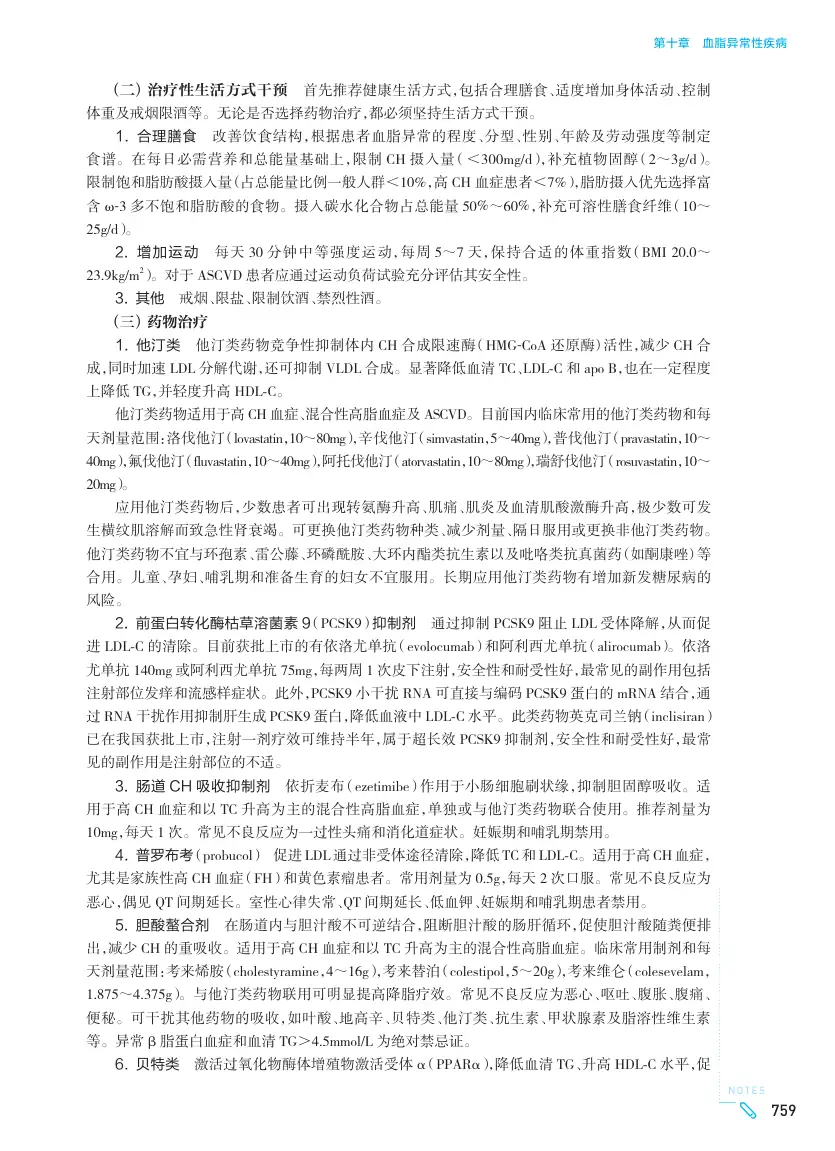 第十章 血脂异常性疾病
（二）治疗性生活方式干预 首先推荐健康生活方式，包括合理膳食、适度增加身体活动、控制
体重及戒烟限酒等。无论是否选择药物治疗，都必须坚持生活方式干预。
1. 合理膳食 改善饮食结构，根据患者血脂异常的程度、分型、性别、年龄及劳动强度等制定
食谱。在每日必需营养和总能量基础上，限制 CH 摄入量（＜300mg/d），补充植物固醇（2～3g/d）。
限制饱和脂肪酸摄入量（占总能量比例一般人群＜10%，高 CH 血症患者＜7%），脂肪摄入优先选择富
含 ω-3 多不饱和脂肪酸的食物。摄入碳水化合物占总能量 50%～60%，补充可溶性膳食纤维（10～
25g/d）。
2. 增加运动 每天 30 分钟中等强度运动，每周 5～7 天，保持合适的体重指数（BMI 20.0～
23.9kg/m²）。对于 ASCVD 患者应通过运动负荷试验充分评估其安全性。
3. 其他 戒烟、限盐、限制饮酒、禁烈性酒。
（三）药物治疗
1. 他汀类 他汀类药物竞争性抑制体内 CH 合成限速酶（HMG-CoA 还原酶）活性，减少 CH 合
成，同时加速 LDL 分解代谢，还可抑制 VLDL 合成。显著降低血清 TC、LDL-C 和 apo B，也在一定程度
上降低 TG，并轻度升高 HDL-C。
他汀类药物适用于高 CH 血症、混合性高脂血症及 ASCVD。目前国内临床常用的他汀类药物和每
天剂量范围：洛伐他汀（lovastatin，10～80mg），辛伐他汀（simvastatin，5～40mg），普伐他汀（pravastatin，10～
40mg），氟伐他汀（fluvastatin，10～40mg），阿托伐他汀（atorvastatin，10～80mg），瑞舒伐他汀（rosuvastatin，10～
20mg）。
应用他汀类药物后，少数患者可出现转氨酶升高、肌痛、肌炎及血清肌酸激酶升高，极少数可发
生横纹肌溶解而致急性肾衰竭。可更换他汀类药物种类、减少剂量、隔日服用或更换非他汀类药物。
他汀类药物不宜与环孢素、雷公藤、环磷酰胺、大环内酯类抗生素以及吡咯类抗真菌药（如酮康唑）等
合用。儿童、孕妇、哺乳期和准备生育的妇女不宜服用。长期应用他汀类药物有增加新发糖尿病的
风险。
2. 前蛋白转化酶枯草溶菌素 9（PCSK9）抑制剂 通过抑制 PCSK9 阻止 LDL 受体降解，从而促
进 LDL-C 的清除。目前获批上市的有依洛尤单抗（evolocumab）和阿利西尤单抗（alirocumab）。依洛
尤单抗 140mg 或阿利西尤单抗 75mg，每两周 1 次皮下注射，安全性和耐受性好，最常见的副作用包括
注射部位发痒和流感样症状。此外，PCSK9 小干扰 RNA 可直接与编码 PCSK9 蛋白的 mRNA 结合，通
过 RNA 干扰作用抑制肝生成 PCSK9 蛋白，降低血液中 LDL-C 水平。此类药物英克司兰钠（inclisiran）
已在我国获批上市，注射一剂疗效可维持半年，属于超长效 PCSK9 抑制剂，安全性和耐受性好，最常
见的副作用是注射部位的不适。
3. 肠道 CH 吸收抑制剂 依折麦布（ezetimibe）作用于小肠细胞刷状缘，抑制胆固醇吸收。适
用于高 CH 血症和以 TC 升高为主的混合性高脂血症，单独或与他汀类药物联合使用。推荐剂量为
10mg，每天 1 次。常见不良反应为一过性头痛和消化道症状。妊娠期和哺乳期禁用。
4. 普罗布考（probucol） 促进 LDL 通过非受体途径清除，降低 TC 和 LDL-C。适用于高 CH 血症，
尤其是家族性高 CH 血症（FH）和黄色素瘤患者。常用剂量为 0.5g，每天 2 次口服。常见不良反应为
恶心，偶见 QT 间期延长。室性心律失常、QT 间期延长、低血钾、妊娠期和哺乳期患者禁用。
5. 胆酸螯合剂 在肠道内与胆汁酸不可逆结合，阻断胆汁酸的肠肝循环，促使胆汁酸随粪便排
出，减少 CH 的重吸收。适用于高 CH 血症和以 TC 升高为主的混合性高脂血症。临床常用制剂和每
天剂量范围：考来烯胺（cholestyramine，4～16g），考来替泊（colestipol，5～20g），考来维仑（colesevelam，
1.875～4.375g）。与他汀类药物联用可明显提高降脂疗效。常见不良反应为恶心、呕吐、腹胀、腹痛、
便秘。可干扰其他药物的吸收，如叶酸、地高辛、贝特类、他汀类、抗生素、甲状腺素及脂溶性维生素
等。异常 β 脂蛋白血症和血清 TG＞4.5mmol/L 为绝对禁忌证。
6. 贝特类 激活过氧化物酶体增殖物激活受体 α（PPARα），降低血清 TG、升高 HDL-C 水平，促
NOTES
759